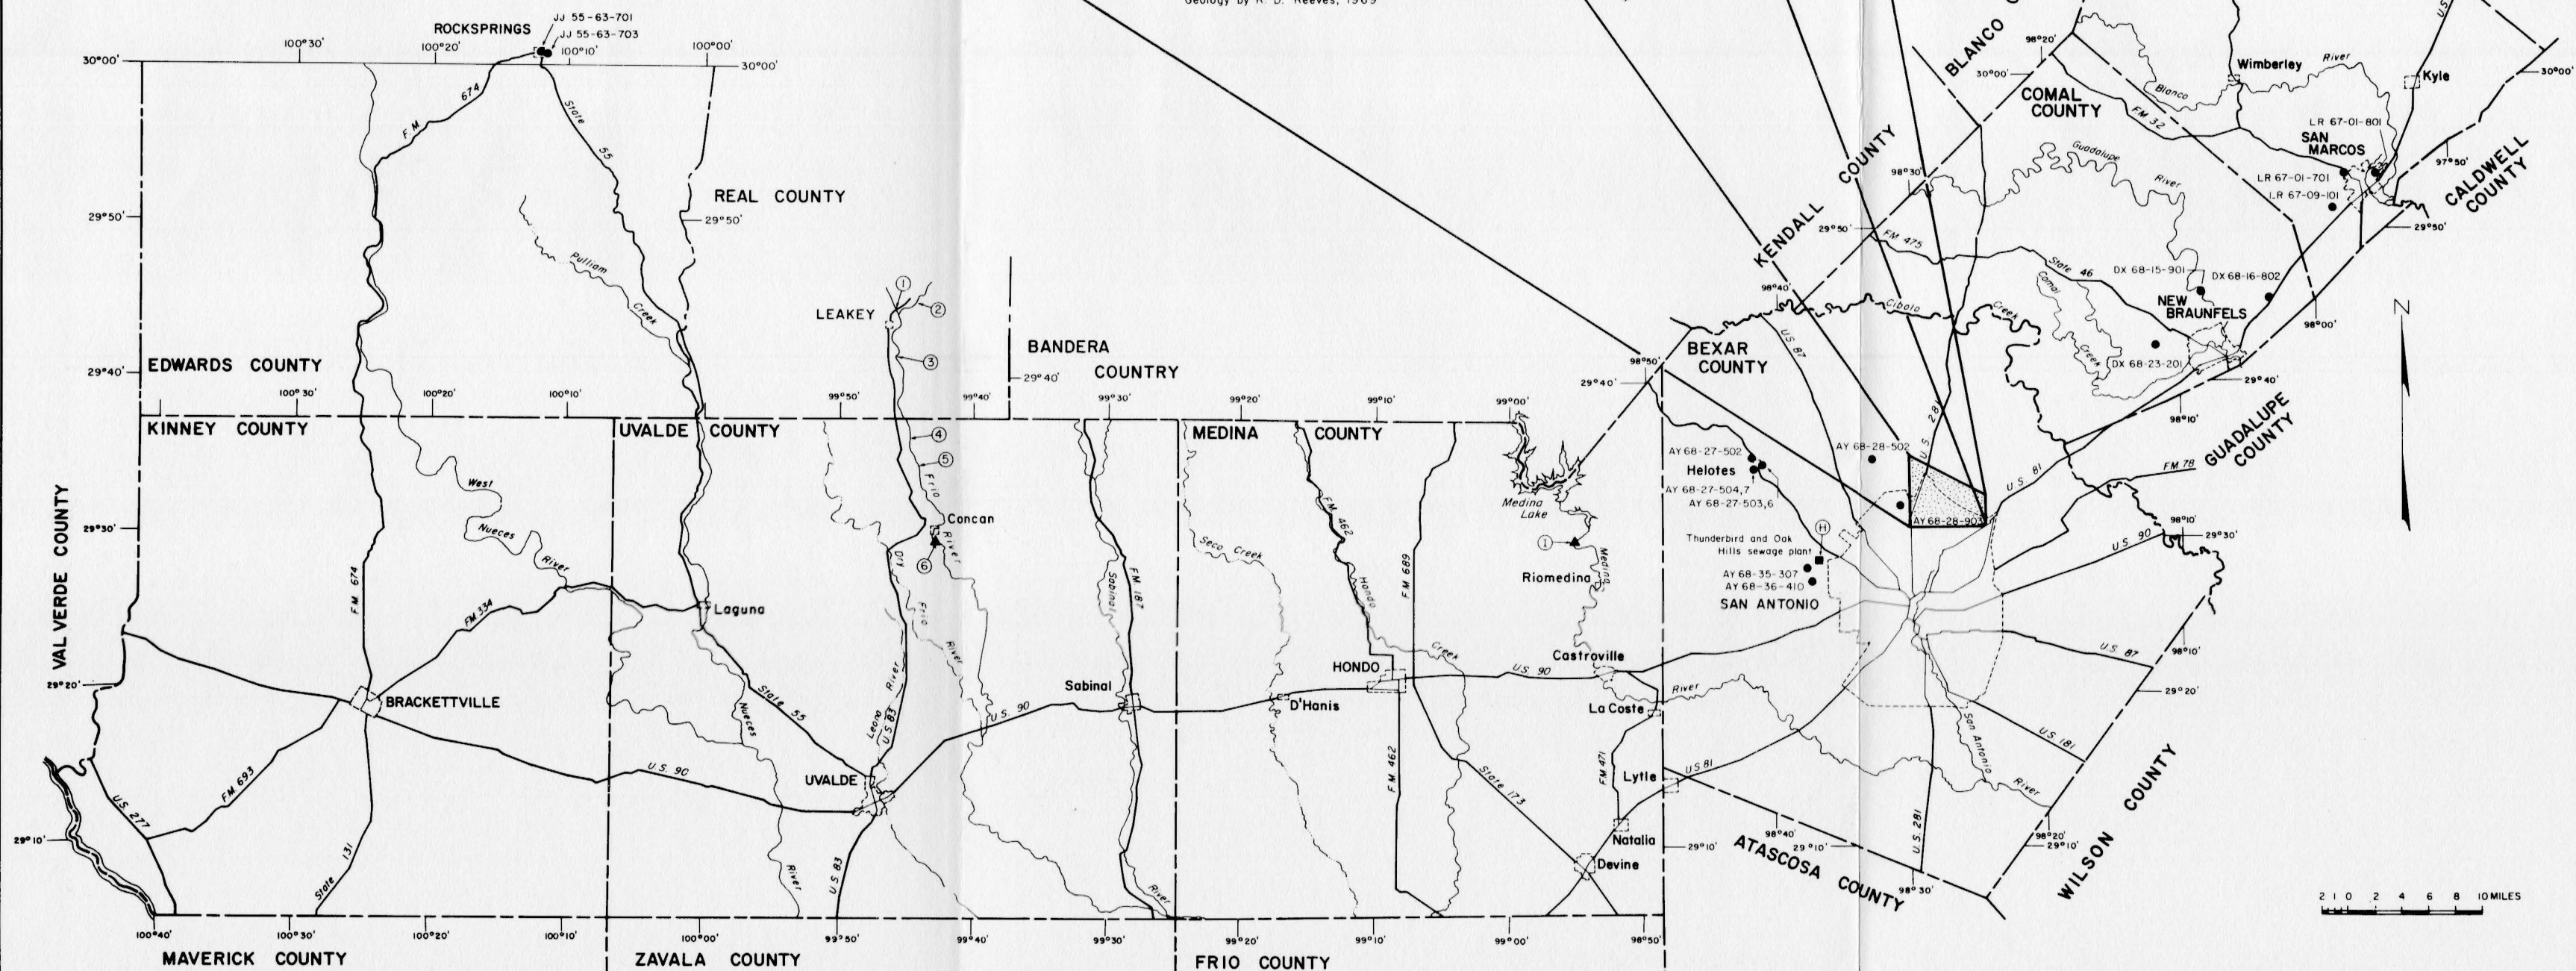 Geology by R. D. Reeves, 1969
JJ 55-63-701
ROCKSPRINGS
JJ 55-63-703
100°30'
100°20'
100°10'
100°00'
30°00'
30°00'
F.M. 674
State 55
REAL COUNTY
29°50'
29°50'
Pulliam Creek
LEAKEY
1
2
3
BANDERA
COUNTRY
EDWARDS COUNTY
29°40'
29°40'
100°30'
100°20'
100°10'
99°50'
99°40'
99°30'
99°20'
99°10'
99°00'
KINNEY COUNTY
UVALDE COUNTY
MEDINA COUNTY
4
5
Frio River
West Nueces River
Concan
6
29°30'
VAL VERDE COUNTY
FM 674
FM 334
Laguna
Dry Frio River
Sabinal
FM 187
Seco Creek
FM 462
Hondo Creek
FM 689
Medina Lake
I
Medina
Riomedina
Castroville
HONDO
U.S. 90
29°20'
BRACKETTVILLE
Nueces
State 55
Leona River
U.S. 83
U.S. 90
Sabinal
D'Hanis
La Coste
River
UVALDE
U.S. 90
FM 693
U.S. 277
State 131
29°10'
U.S. 83
River
River
FM 462
State 173
FM 471
Lytle
US 81
Natalia
Devine
29°10'
100°40'
100°30'
100°20'
100°10'
100°00'
99°50'
99°40'
99°30'
99°20'
99°10'
99°00'
98°50'
MAVERICK COUNTY
ZAVALA COUNTY
FRIO COUNTY
BLANCO
98°20'
30°00'
COMAL
COUNTY
Wimberley
River
Blanco
Kyle
30°00'
FM 32
LR 67-01-801
SAN
MARCOS
97°50'
LR 67-01-701
LR 67-09-101
CALDWELL
COUNTY
29°50'
KENDALL COUNTY
98°30'
Guadalupe River
29°50'
FM 475
State 46
DX 68-15-901
DX 68-16-802
Comal Creek
NEW
BRAUNFELS
98°00'
DX 68-23-201
29°40'
98°10'
GUADALUPE
COUNTY
98°40'
Cibolo Creek
98°50'
29°40'
BEXAR
COUNTY
U.S. 87
U.S. 281
AY 68-27-502
Helotes
AY 68-27-504,7
AY 68-27-503,6
AY 68-28-502
AY 68-28-903
U.S. 81
FM 78
H
Thunderbird and Oak
Hills sewage plant
AY 68-35-307
AY 68-36-410
SAN ANTONIO
98°10'
29°30'
U.S. 90
U.S. 87
98°10'
29°20'
U.S. 181
San Antonio River
U.S. 281
98°40'
29°10'
98°30'
98°20'
29°10'
ATASCOSA COUNTY
WILSON COUNTY
N
2 1 0 2 4 6 8 10 MILES